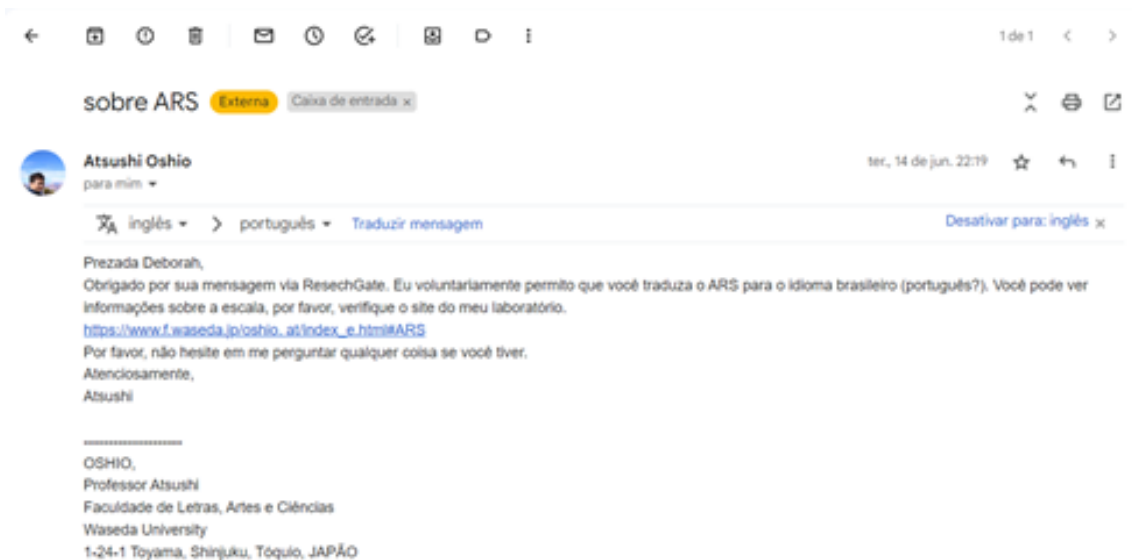 1 de 1
sobre ARS Externa Caixa de entrada x
Atsushi Oshio
ter., 14 de jun. 22:19
para mim
inglês > português Traduzir mensagem Desativar para: inglês x
Prezada Deborah,
Obrigado por sua mensagem via ResechGate. Eu voluntariamente permito que você traduza o ARS para o idioma brasileiro (português?). Você pode ver
informações sobre a escala, por favor, verifique o site do meu laboratório.
https://www.f.waseda.jp/oshio. at/index_e.html#ARS
Por favor, não hesite em me perguntar qualquer coisa se você tiver.
Atenciosamente,
Atsushi
----------------------
OSHIO,
Professor Atsushi
Faculdade de Letras, Artes e Ciências
Waseda University
1-24-1 Toyama, Shinjuku, Tóquio, JAPÃO